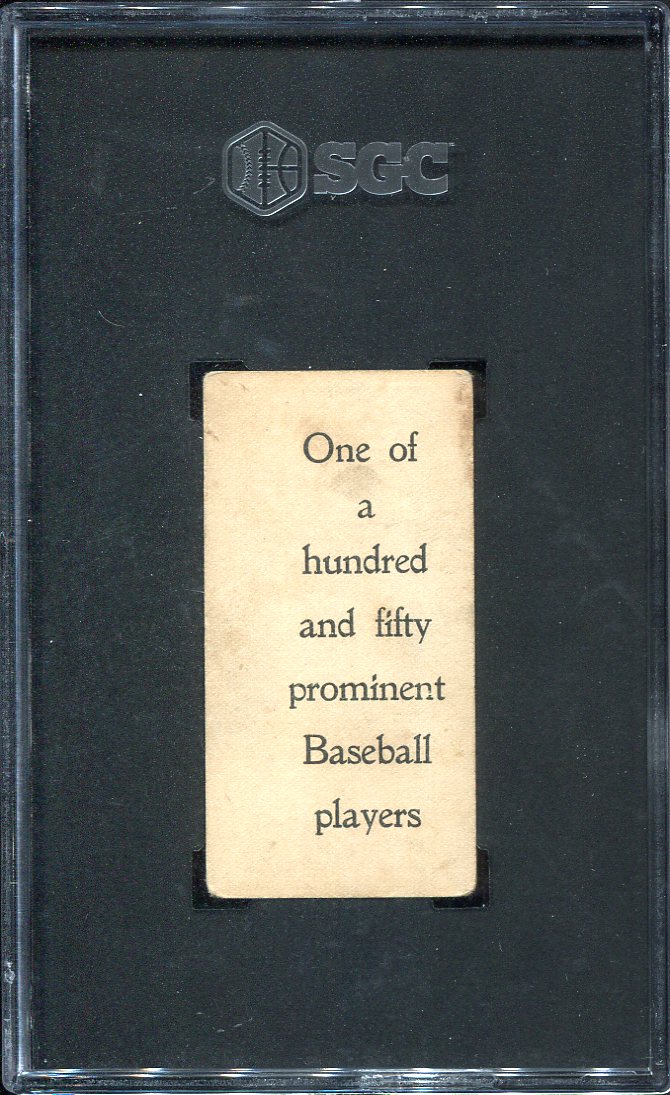 SGC
One of
a
hundred
and fifty
prominent
Baseball
players